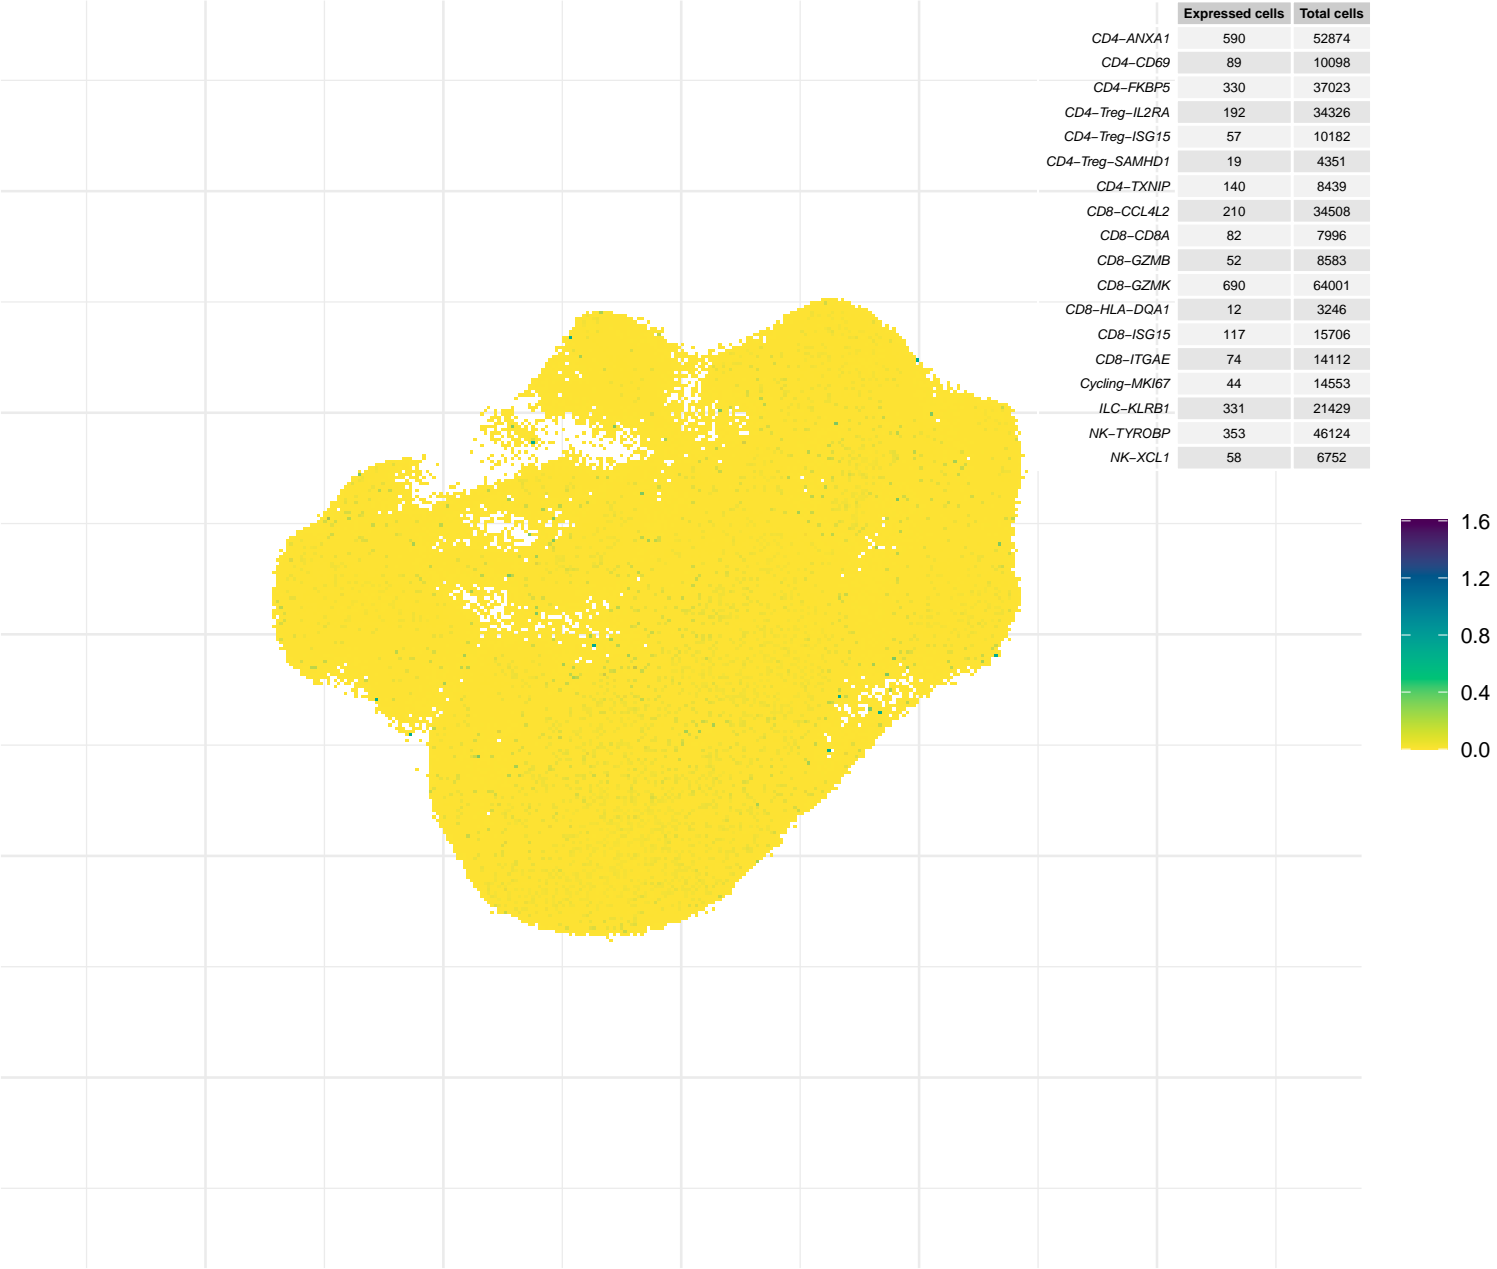 Expressed cells Total cells
CD4−ANXA1 590 52874
CD4−CD69 89 10098
CD4−FKBP5 330 37023
CD4−Treg−IL2RA 192 34326
CD4−Treg−ISG15 57 10182
CD4−Treg−SAMHD1 19 4351
CD4−TXNIP 140 8439
CD8−CCL4L2 210 34508
CD8−CD8A 82 7996
CD8−GZMB 52 8583
CD8−GZMK 690 64001
CD8−HLA−DQA1 12 3246
CD8−ISG15 117 15706
CD8−ITGAE 74 14112
Cycling−MKI67 44 14553
ILC−KLRB1 331 21429
NK−TYROBP 353 46124
NK−XCL1 58 6752
1.6
1.2
0.8
0.4
0.0